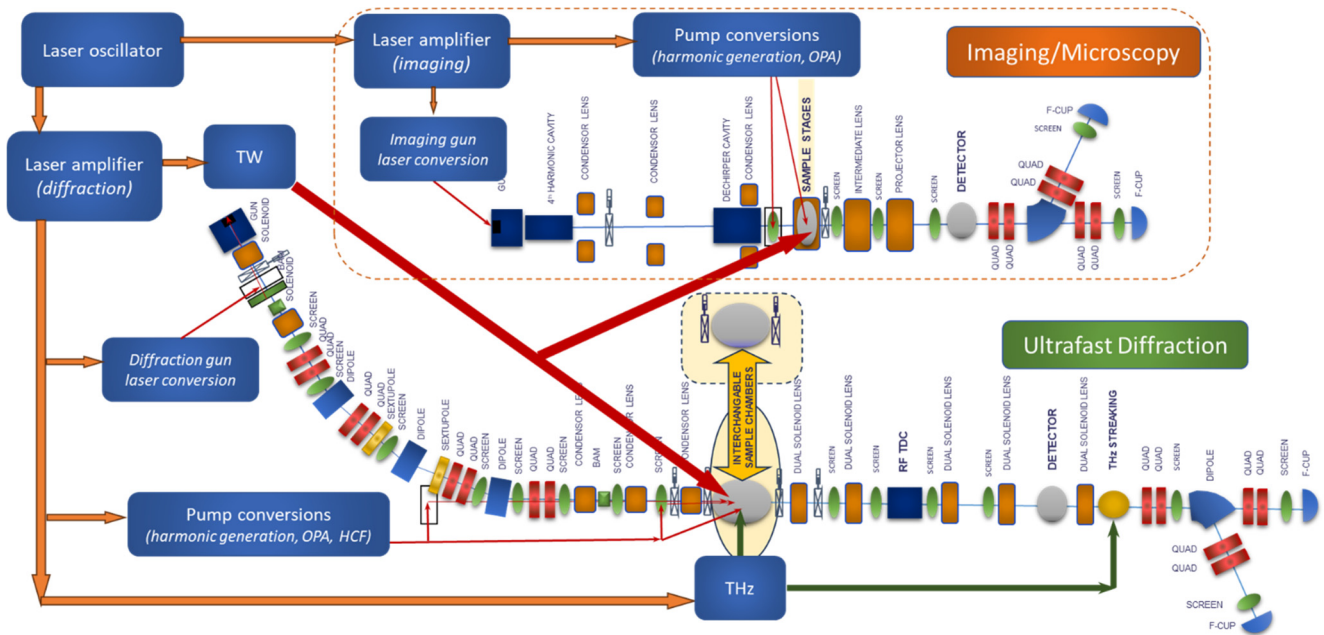 Laser oscillator
Laser amplifier
(imaging)
Pump conversions
(harmonic generation, OPA)
Imaging/Microscopy
Laser amplifier
(diffraction)
TW
Imaging gun
laser conversion
4th HARMONIC CAVITY
CONDENSOR LENS
CONDENSOR LENS
DECHIRPER CAVITY
CONDENSOR LENS
SAMPLE STAGES
SCREEN
INTERMEDIATE LENS
SCREEN
PROJECTOR LENS
SCREEN
DETECTOR
QUAD
QUAD
QUAD
QUAD
SCREEN
F-CUP
QUAD
QUAD
SCREEN
F-CUP
GUN
SOLENOID
BAM
SOLENOID
SCREEN
QUAD
QUAD
SCREEN
DIPOLE
QUAD
QUAD
SEXTUPOLE
SCREEN
DIPOLE
SEXTUPOLE
QUAD
QUAD
SCREEN
DIPOLE
SCREEN
QUAD
QUAD
SCREEN
CONDENSOR LENS
BAM
SCREEN
CONDENSOR LENS
SCREEN
CONDENSOR LENS
Diffraction gun
laser conversion
INTERCHANGABLE
SAMPLE CHAMBERS
Ultrafast Diffraction
DUAL SOLENOID LENS
SCREEN
DUAL SOLENOID LENS
SCREEN
RF TDC
SCREEN
DUAL SOLENOID LENS
SCREEN
DUAL SOLENOID LENS
DETECTOR
DUAL SOLENOID LENS
THz STREAKING
QUAD
QUAD
SCREEN
DIPOLE
QUAD
QUAD
SCREEN
F-CUP
QUAD
QUAD
SCREEN
F-CUP
Pump conversions
(harmonic generation, OPA, HCF)
THz